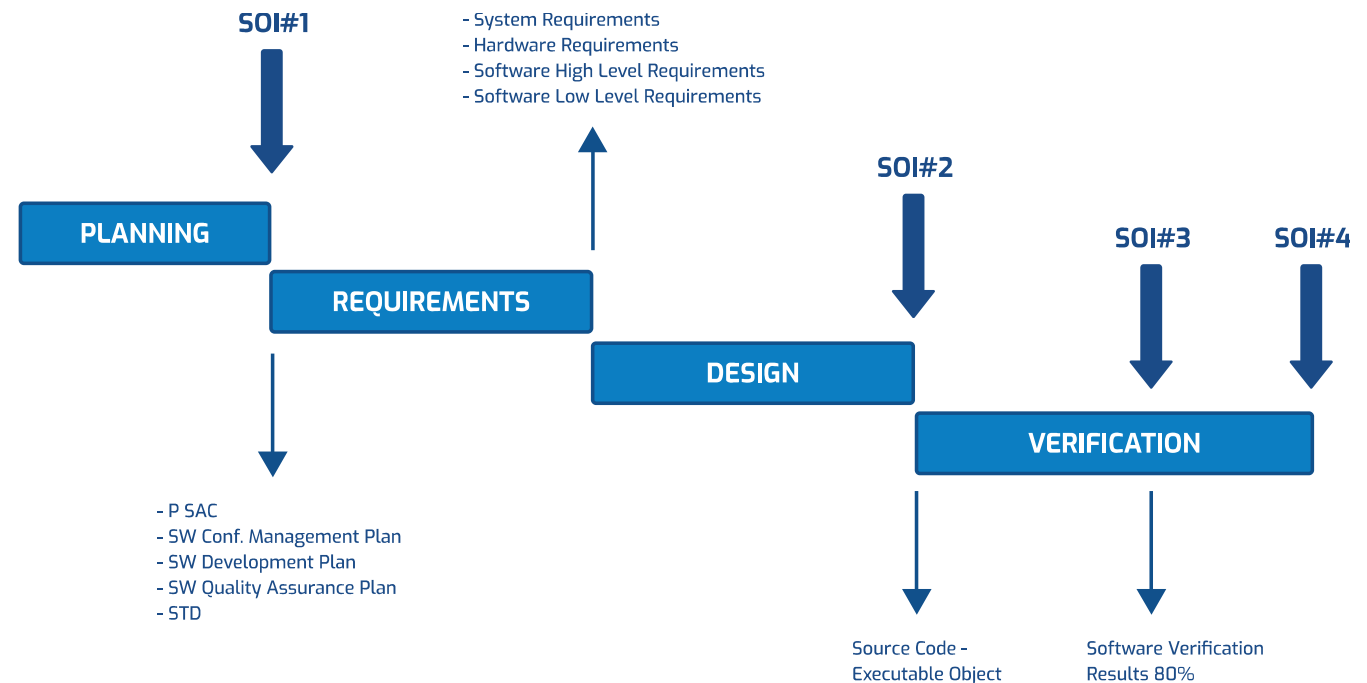 SOI#1
- System Requirements
- Hardware Requirements
- Software High Level Requirements
- Software Low Level Requirements
SOI#2
SOI#3
SOI#4
PLANNING
REQUIREMENTS
DESIGN
VERIFICATION
- P SAC
- SW Conf. Management Plan
- SW Development Plan
- SW Quality Assurance Plan
- STD
Source Code -
Executable Object
Software Verification
Results 80%